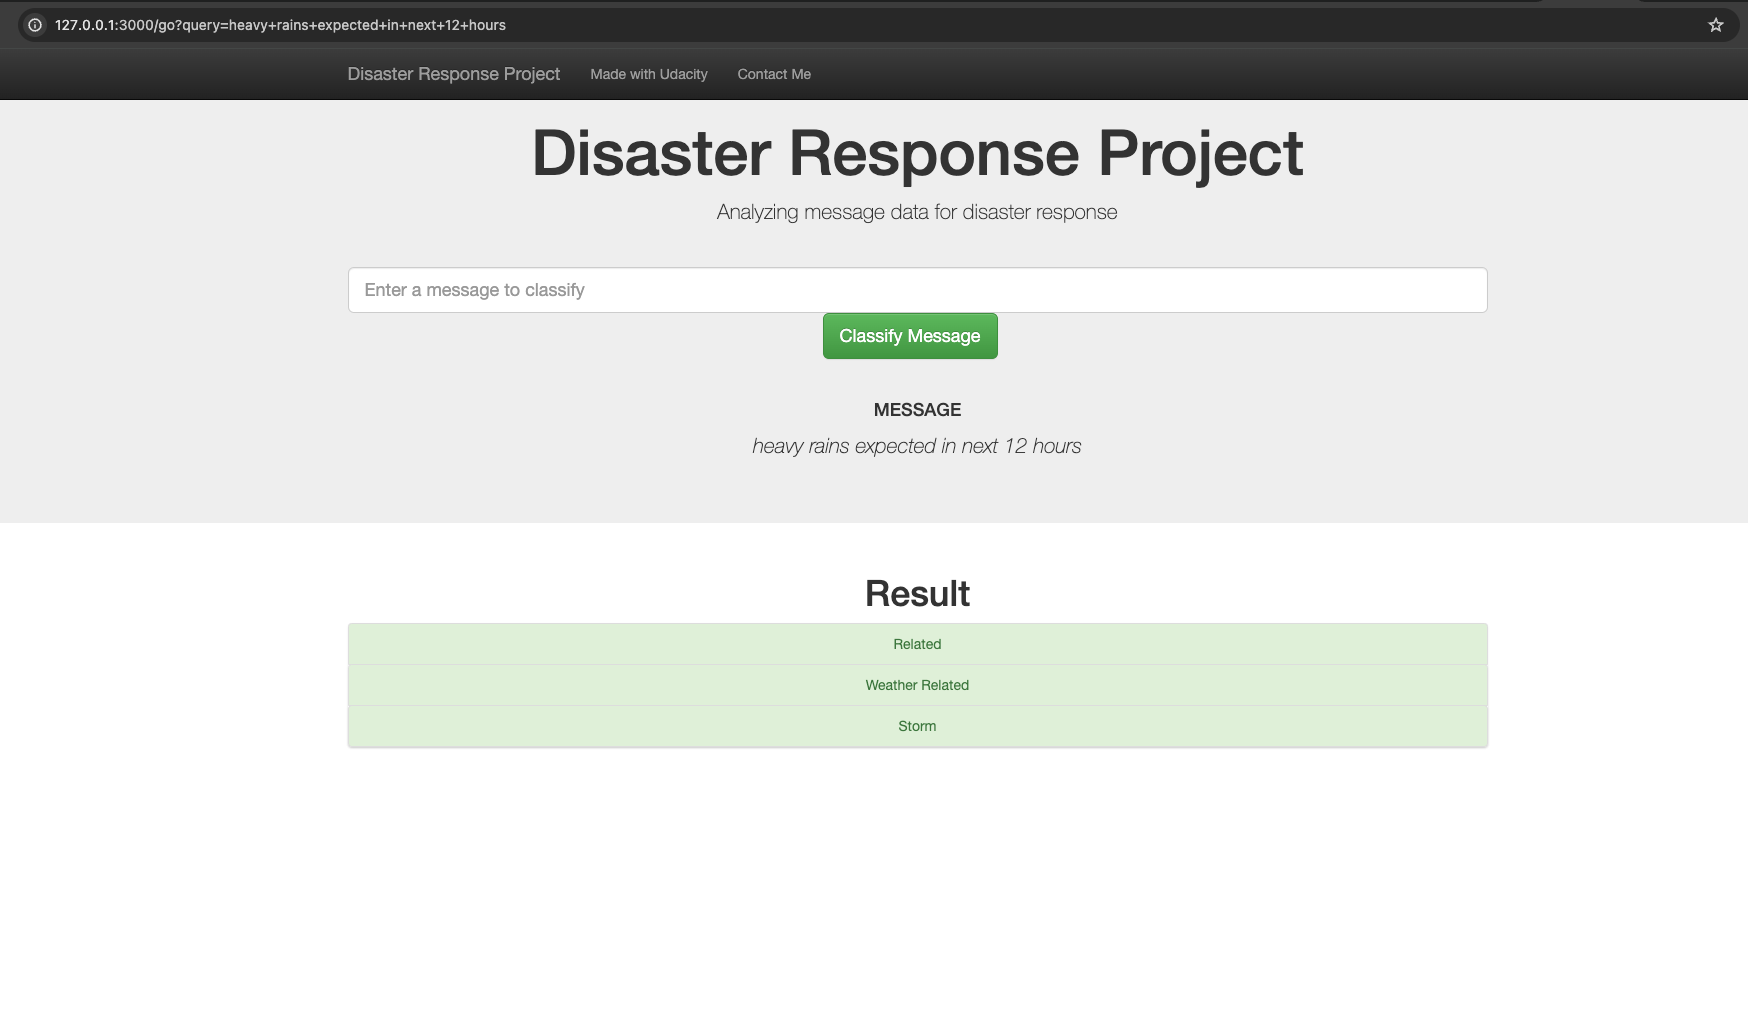 127.0.0.1:3000/go?query=heavy+rains+expected+in+next+12+hours
Disaster Response Project Made with Udacity Contact Me
Disaster Response Project
Analyzing message data for disaster response
Enter a message to classify
Classify Message
MESSAGE
heavy rains expected in next 12 hours
Result
Related
Weather Related
Storm